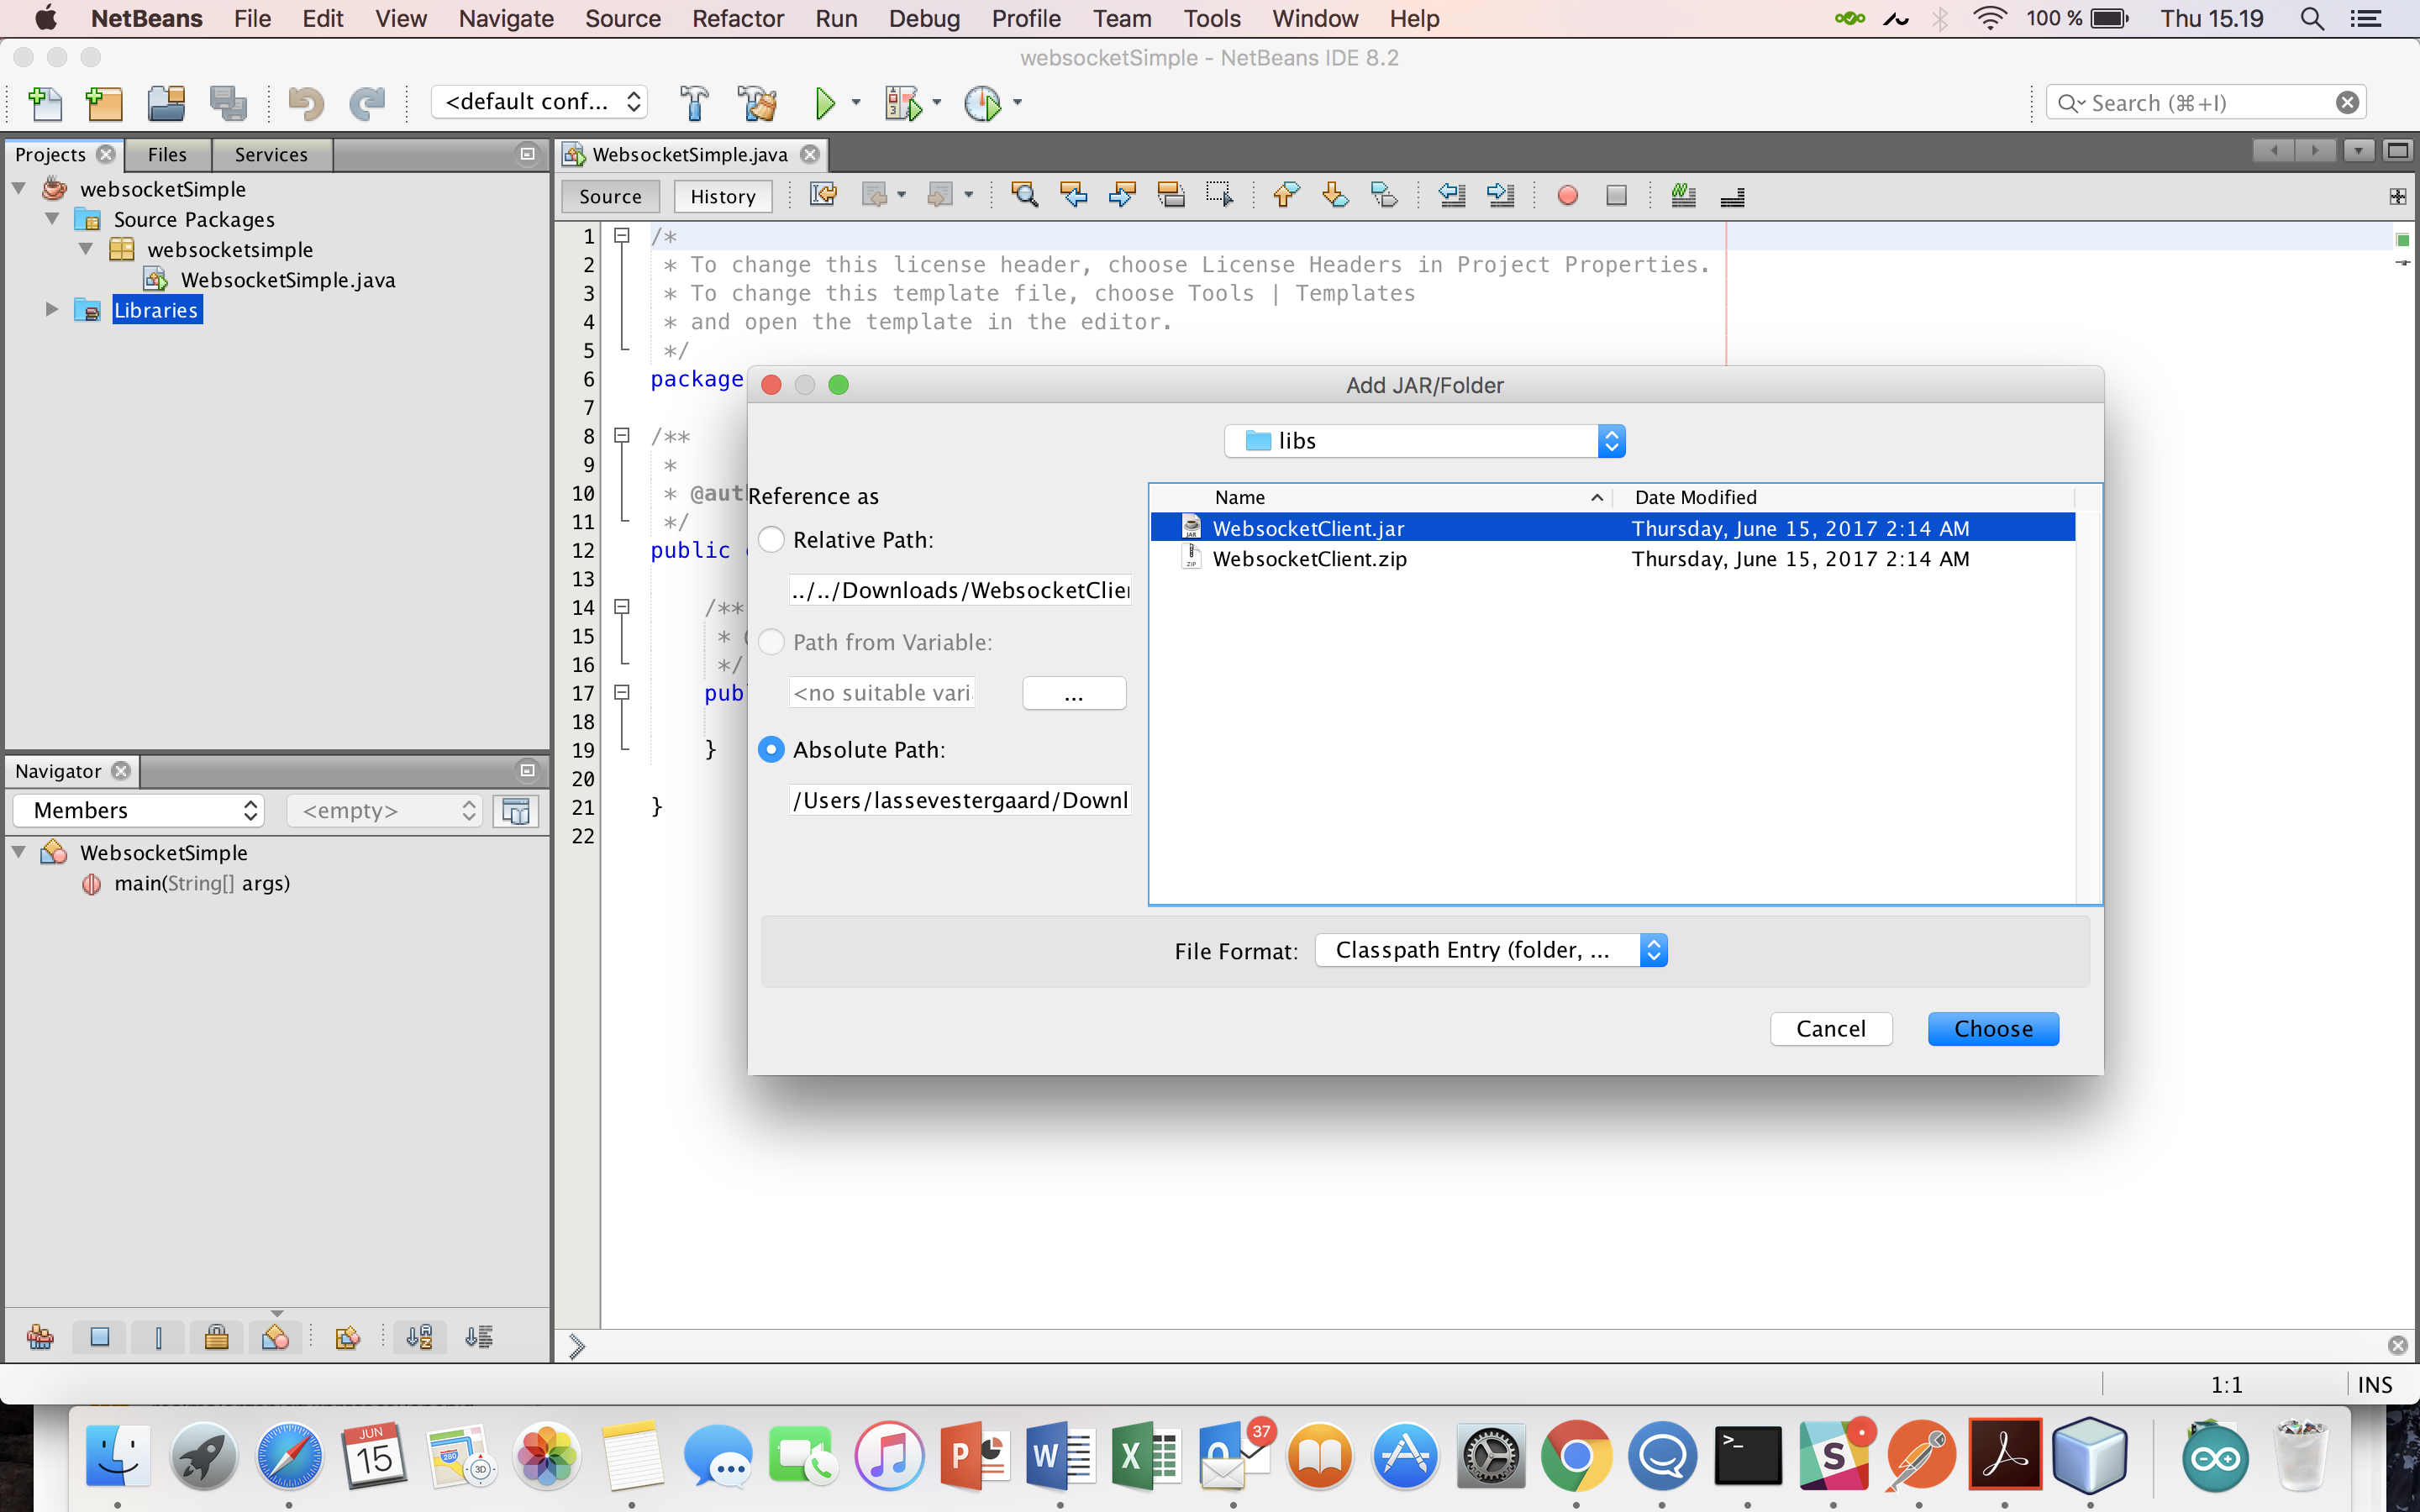 NetBeans File Edit View Navigate Source Refactor Run Debug Profile Team Tools Window Help 100 % Thu 15.19
websocketSimple - NetBeans IDE 8.2
<default conf... Search (⌘+I)
Projects Files Services
websocketSimple
Source Packages
websocketsimple
WebsocketSimple.java
Libraries
WebsocketSimple.java
Source History
1 /*
2 * To change this license header, choose License Headers in Project Properties.
3 * To change this template file, choose Tools | Templates
4 * and open the template in the editor.
5 */
6 package
7
8 /**
9 *
10 * @aut
11 */
12 public
13
14 /**
15 *
16 */
17 publ
18
19 }
20
21 }
22
Add JAR/Folder
libs
Reference as
Relative Path:
../../Downloads/WebsocketClie
Path from Variable:
<no suitable vari
...
Absolute Path:
/Users/lassevestergaard/Downl
Name Date Modified
WebsocketClient.jar Thursday, June 15, 2017 2:14 AM
WebsocketClient.zip Thursday, June 15, 2017 2:14 AM
File Format: Classpath Entry (folder, ...
Cancel Choose
Navigator
Members <empty>
WebsocketSimple
main(String[] args)
1:1 INS
JUN
15
280
3D
P
W
X
O
37
>_
S